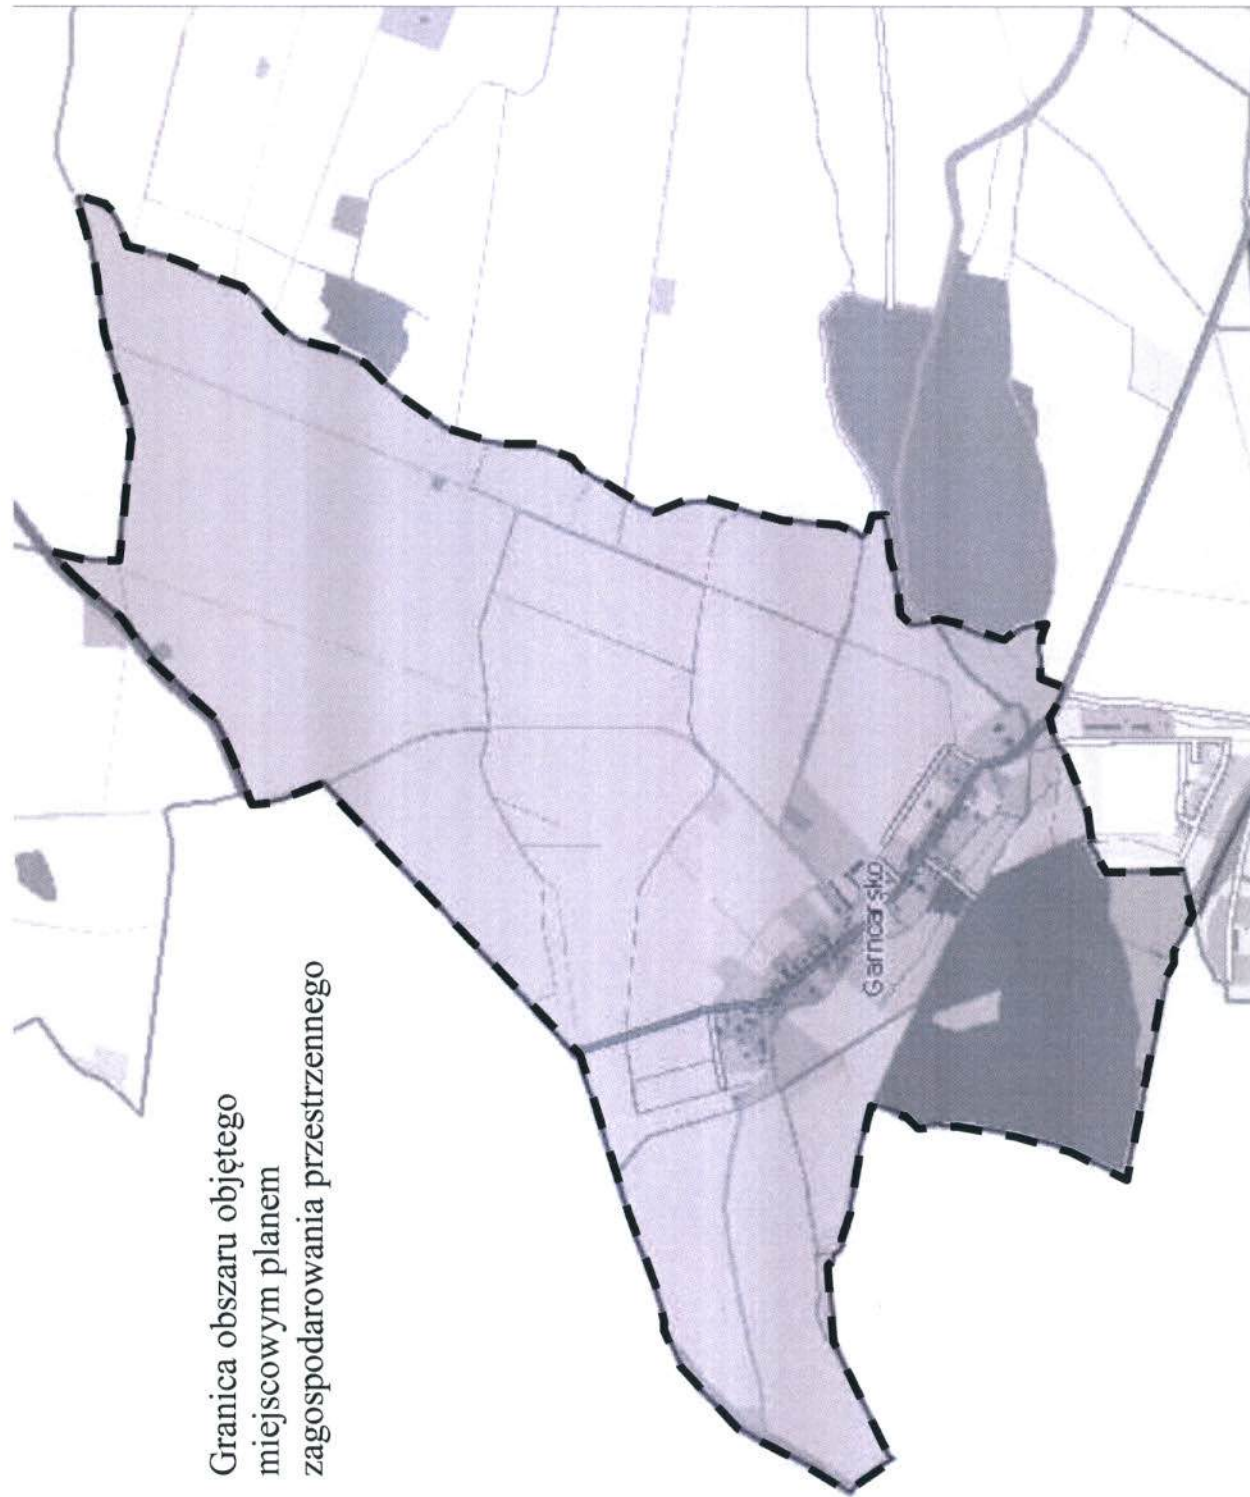 Granica obszaru objętego
miejscowym planem
zagospodarowania przestrzennego
Garncarsko